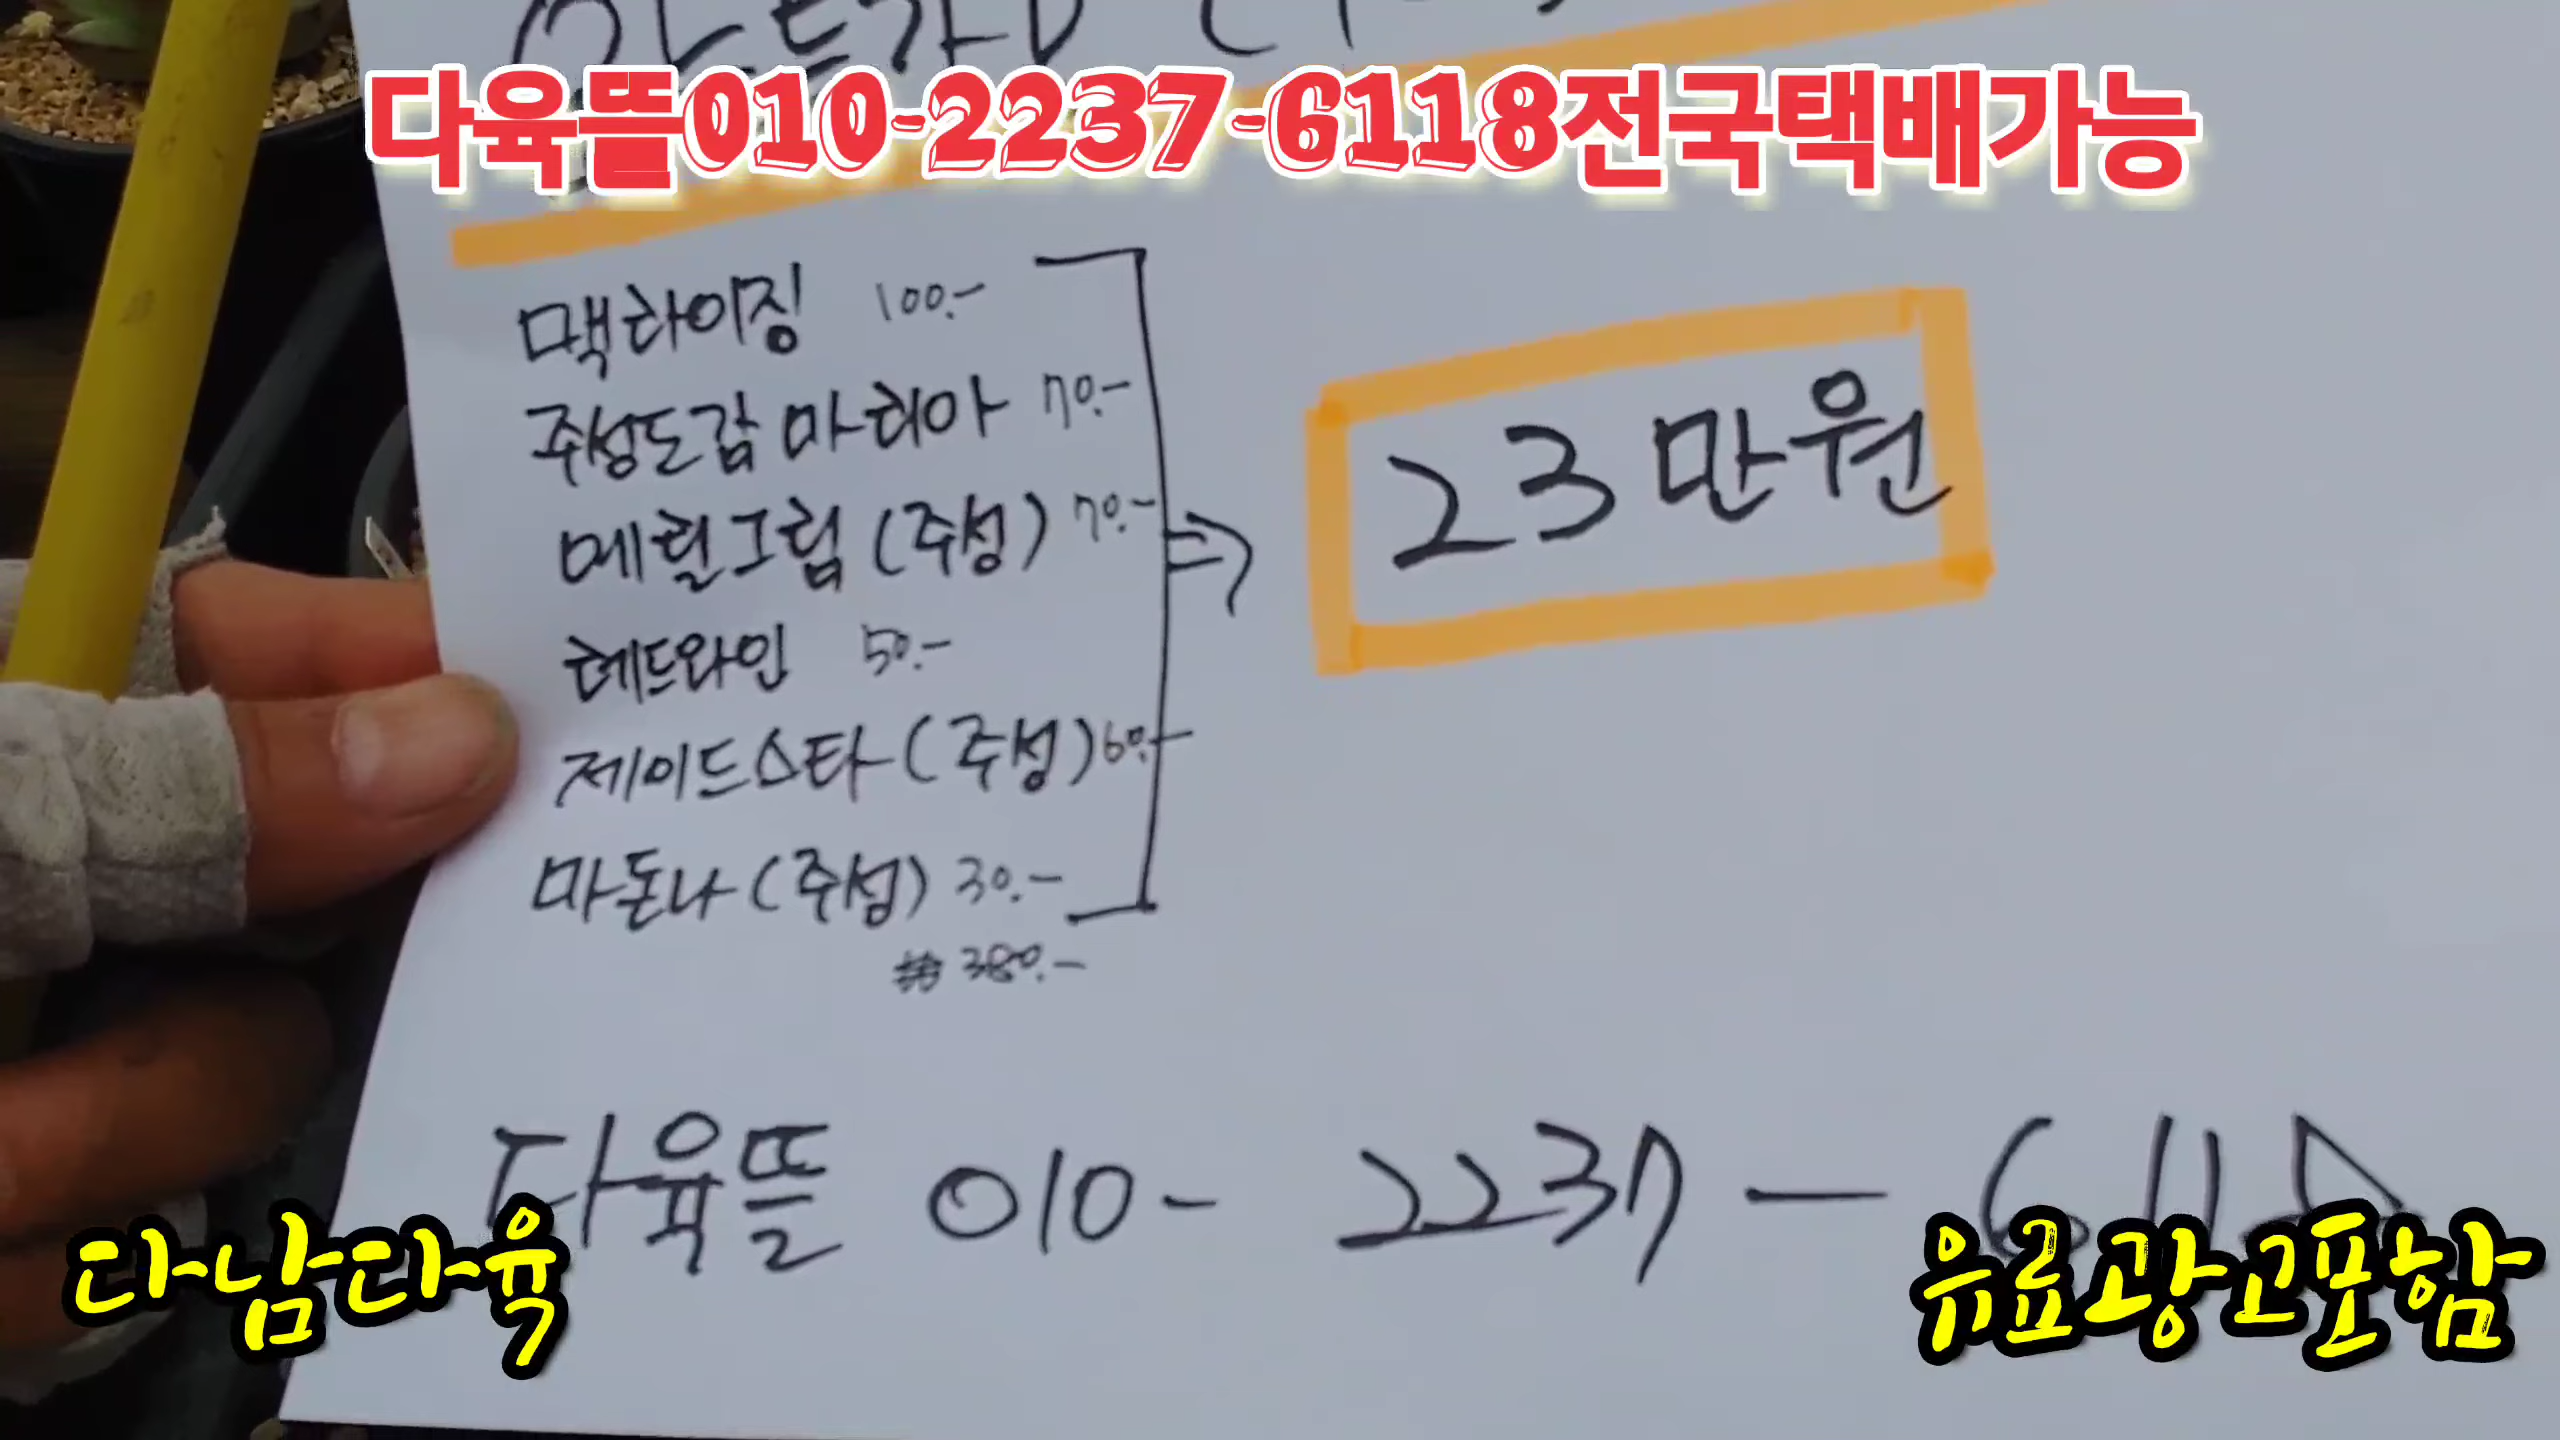 다육뜰010-2237-6118전국택배가능
맥라이징 100.-
주성도감 마리아 70.-
메릴그림 (주성) 70.-
레드와인 50.-
제이드스타 (주성) 60.-
마돈나 (주성) 30.-
380.-
⇒ 23만원
다육뜰 010-2237-6118
다남다육
유료광고포함